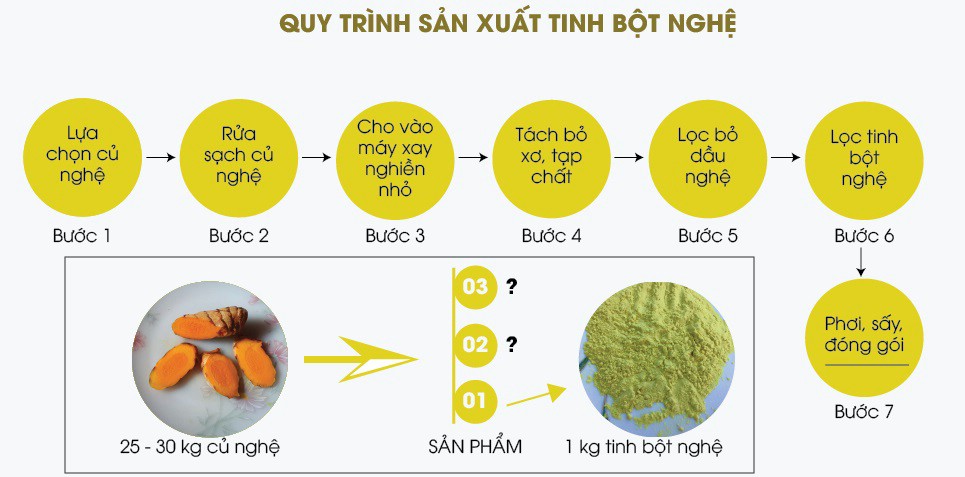 QUY TRÌNH SẢN XUẤT TINH BỘT NGHỆ
Lựa
chọn củ
nghệ
Bước 1
Rửa
sạch củ
nghệ
Bước 2
Cho vào
máy xay
nghiền
nhỏ
Bước 3
Tách bỏ
xơ, tạp
chất
Bước 4
Lọc bỏ
dầu
nghệ
Bước 5
Lọc tinh
bột
nghệ
Bước 6
Phơi, sấy,
đóng gói
Bước 7
25 - 30 kg củ nghệ
03 ?
02 ?
01
SẢN PHẨM
1 kg tinh bột nghệ